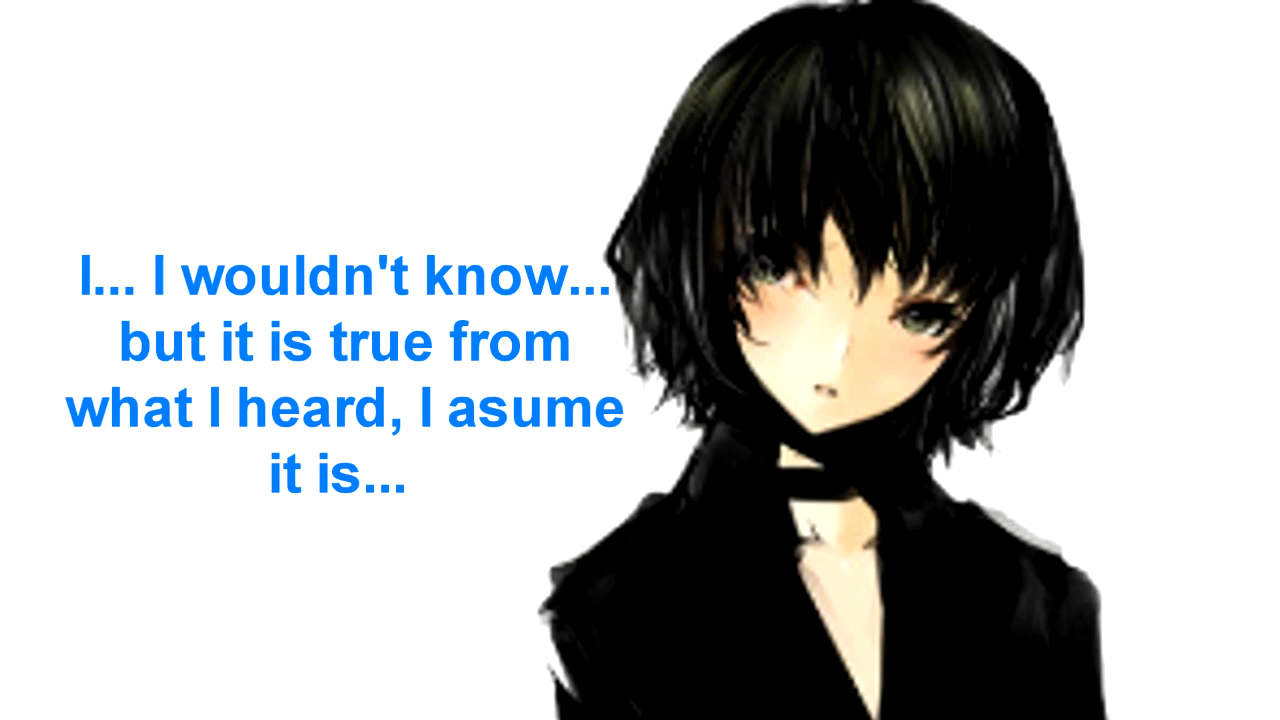 I... I wouldn't know...
but it is true from
what I heard, I asume
it is...